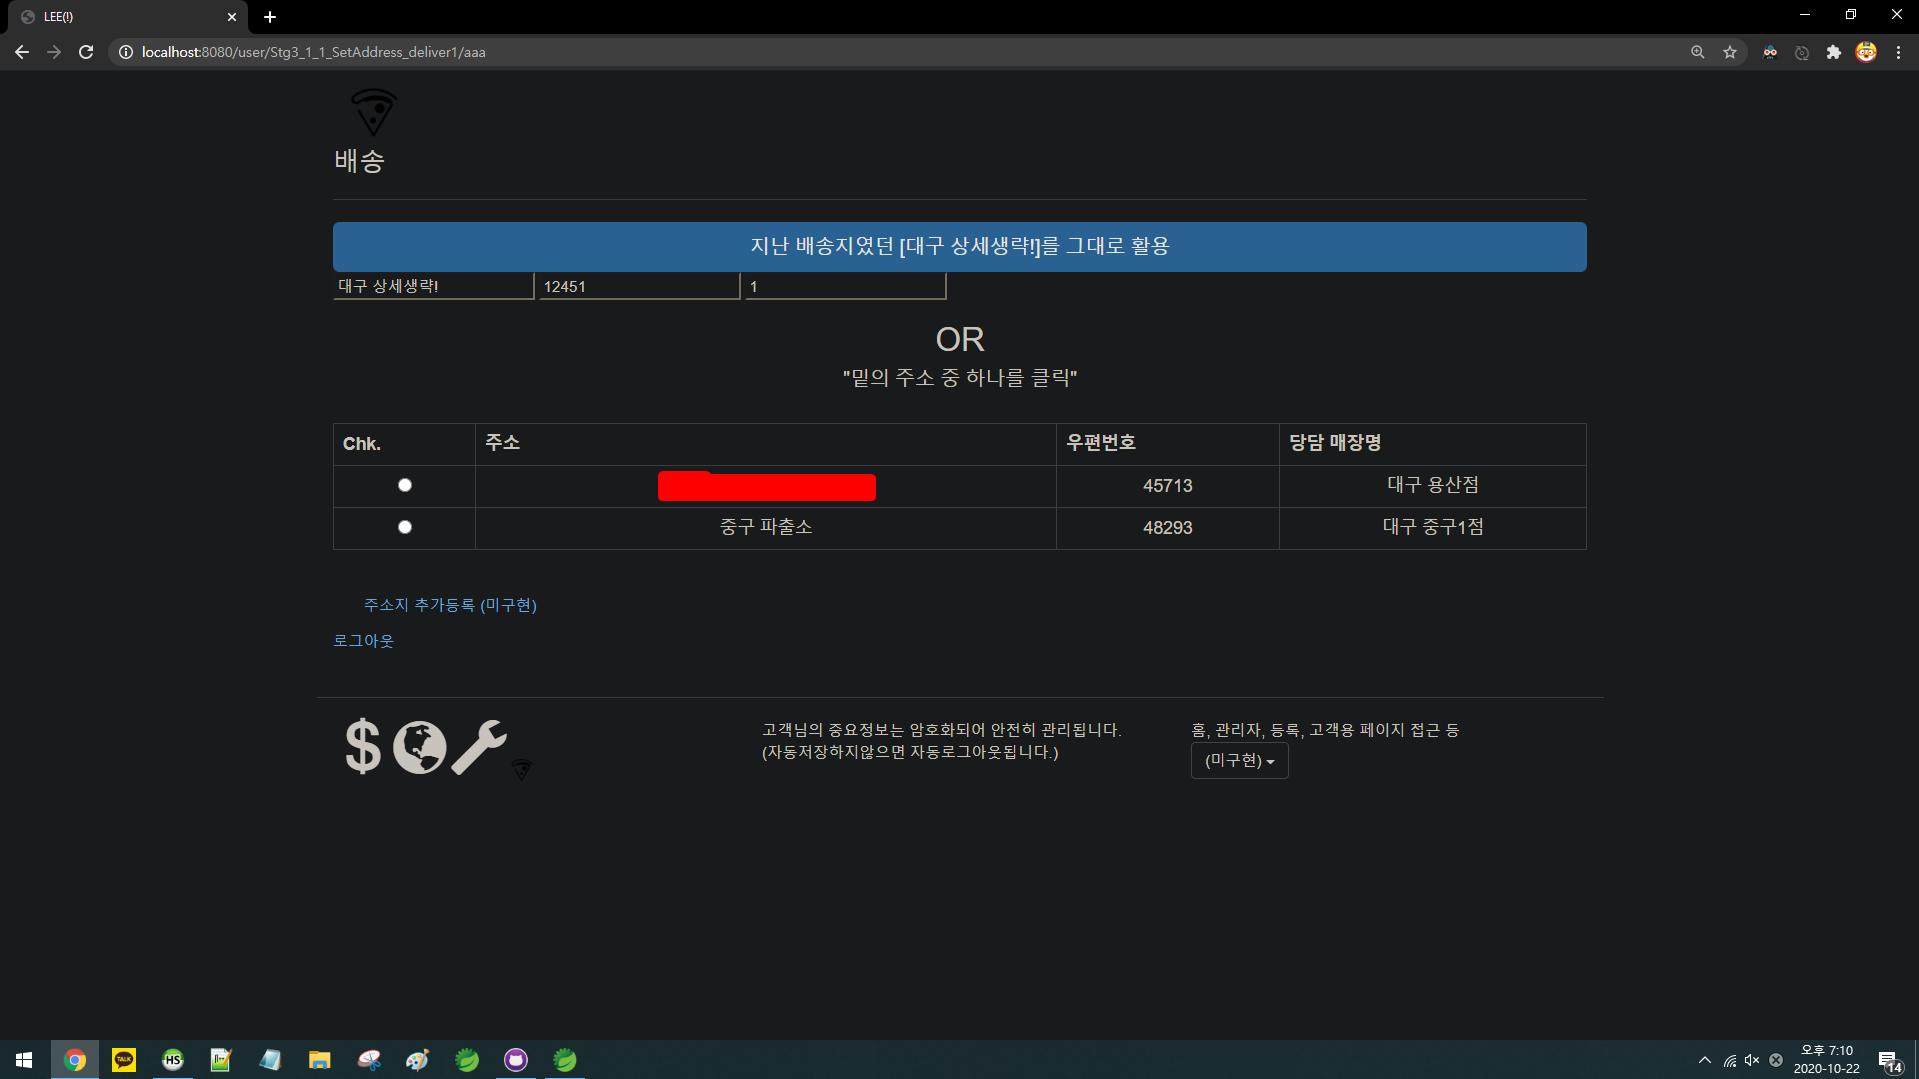 LEE(!)
localhost:8080/user/Stg3_1_1_SetAddress_deliver1/aaa
배송
지난 배송지였던 [대구 상세생략!]를 그대로 활용
대구 상세생략! 12451 1
OR
"밑의 주소 중 하나를 클릭"
Chk. 주소 우편번호 당담 매장명
45713 대구 용산점
중구 파출소 48293 대구 중구1점
주소지 추가등록 (미구현)
로그아웃
고객님의 중요정보는 암호화되어 안전히 관리됩니다.
(자동저장하지않으면 자동로그아웃됩니다.)
홈, 관리자, 등록, 고객용 페이지 접근 등
(미구현)
TALK
HS
오후 7:10
2020-10-22
14